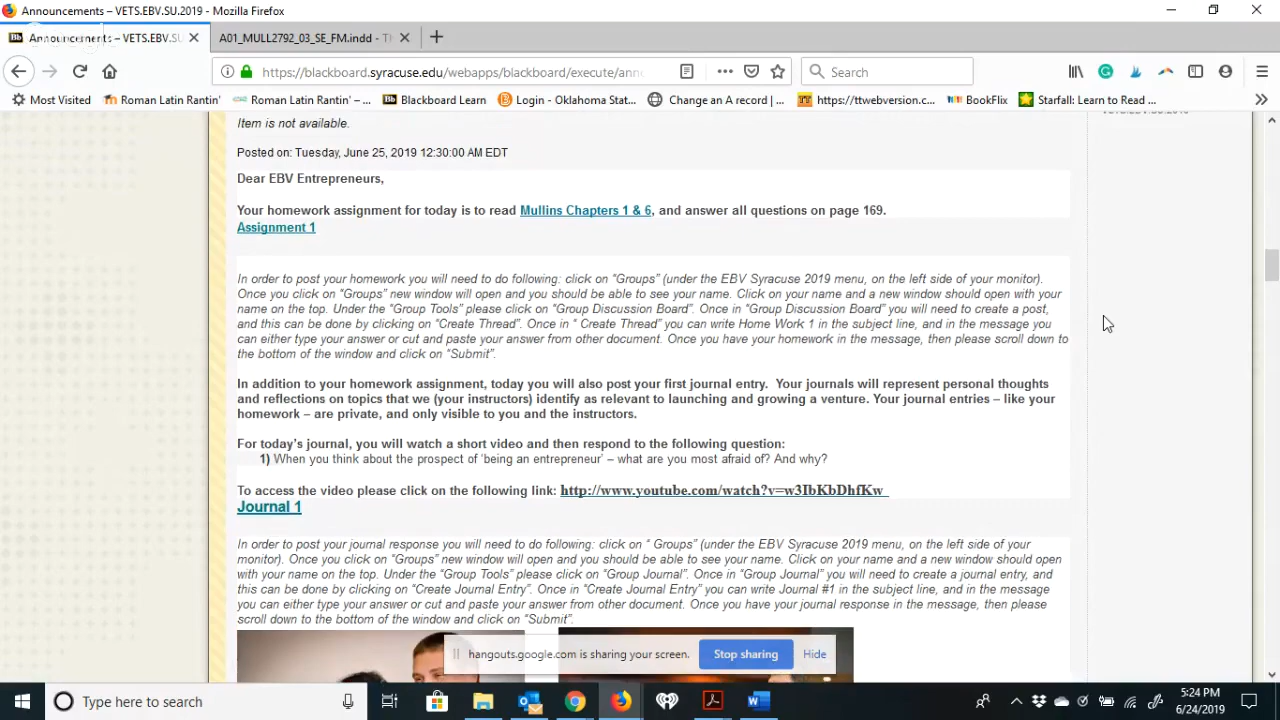 Announcements – VETS.EBV.SU.2019 - Mozilla Firefox
Announcements – VETS.EBV.SU
A01_MULL2792_03_SE_FM.indd - T
https://blackboard.syracuse.edu/webapps/blackboard/execute/ann
Search
Most Visited
Roman Latin Rantin'
Roman Latin Rantin' – ...
Blackboard Learn
Login - Oklahoma Stat...
Change an A record | ...
https://ttwebversion.c...
BookFlix
Starfall: Learn to Read ...
Item is not available.
Posted on: Tuesday, June 25, 2019 12:30:00 AM EDT
Dear EBV Entrepreneurs,
Your homework assignment for today is to read Mullins Chapters 1 & 6, and answer all questions on page 169.
Assignment 1
In order to post your homework you will need to do following: click on “Groups” (under the EBV Syracuse 2019 menu, on the left side of your monitor).
Once you click on “Groups” new window will open and you should be able to see your name. Click on your name and a new window should open with your
name on the top. Under the “Group Tools” please click on “Group Discussion Board”. Once in “Group Discussion Board” you will need to create a post,
and this can be done by clicking on “Create Thread”. Once in “ Create Thread” you can write Home Work 1 in the subject line, and in the message you
can either type your answer or cut and paste your answer from other document. Once you have your homework in the message, then please scroll down to
the bottom of the window and click on “Submit”.
In addition to your homework assignment, today you will also post your first journal entry. Your journals will represent personal thoughts
and reflections on topics that we (your instructors) identify as relevant to launching and growing a venture. Your journal entries – like your
homework – are private, and only visible to you and the instructors.
For today’s journal, you will watch a short video and then respond to the following question:
1) When you think about the prospect of ‘being an entrepreneur’ – what are you most afraid of? And why?
To access the video please click on the following link: http://www.youtube.com/watch?v=w3IbKbDhfKw
Journal 1
In order to post your journal response you will need to do following: click on “ Groups” (under the EBV Syracuse 2019 menu, on the left side of your
monitor). Once you click on “Groups” new window will open and you should be able to see your name. Click on your name and a new window should open
with your name on the top. Under the “Group Tools” please click on “Group Journal”. Once in “Group Journal” you will need to create a journal entry, and
this can be done by clicking on “Create Journal Entry”. Once in “Create Journal Entry” you can write Journal #1 in the subject line, and in the message
you can either type your answer or cut and paste your answer from other document. Once you have your journal response in the message, then please
scroll down to the bottom of the window and click on “Submit”.
hangouts.google.com is sharing your screen.
Stop sharing
Hide
Type here to search
5:24 PM
6/24/2019